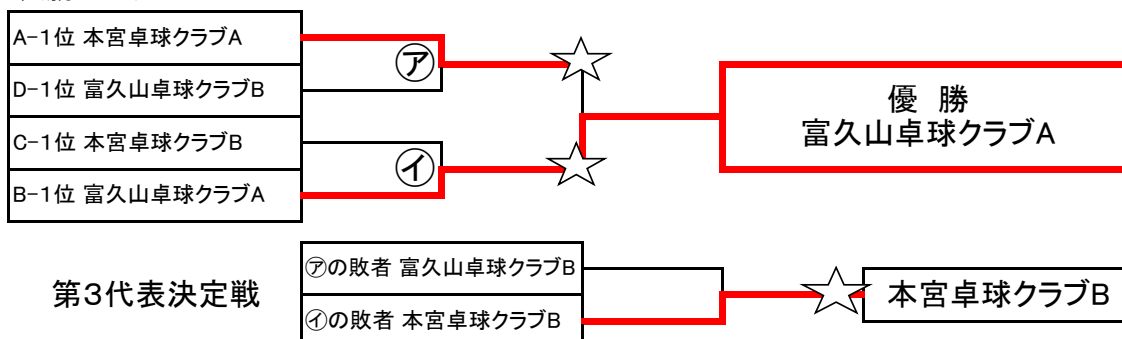 A-1位 本宮卓球クラブA
㋐
D-1位 富久山卓球クラブB
C-1位 本宮卓球クラブB
㋑
B-1位 富久山卓球クラブA
優 勝
富久山卓球クラブA
第3代表決定戦
㋐の敗者 富久山卓球クラブB
㋑の敗者 本宮卓球クラブB
本宮卓球クラブB